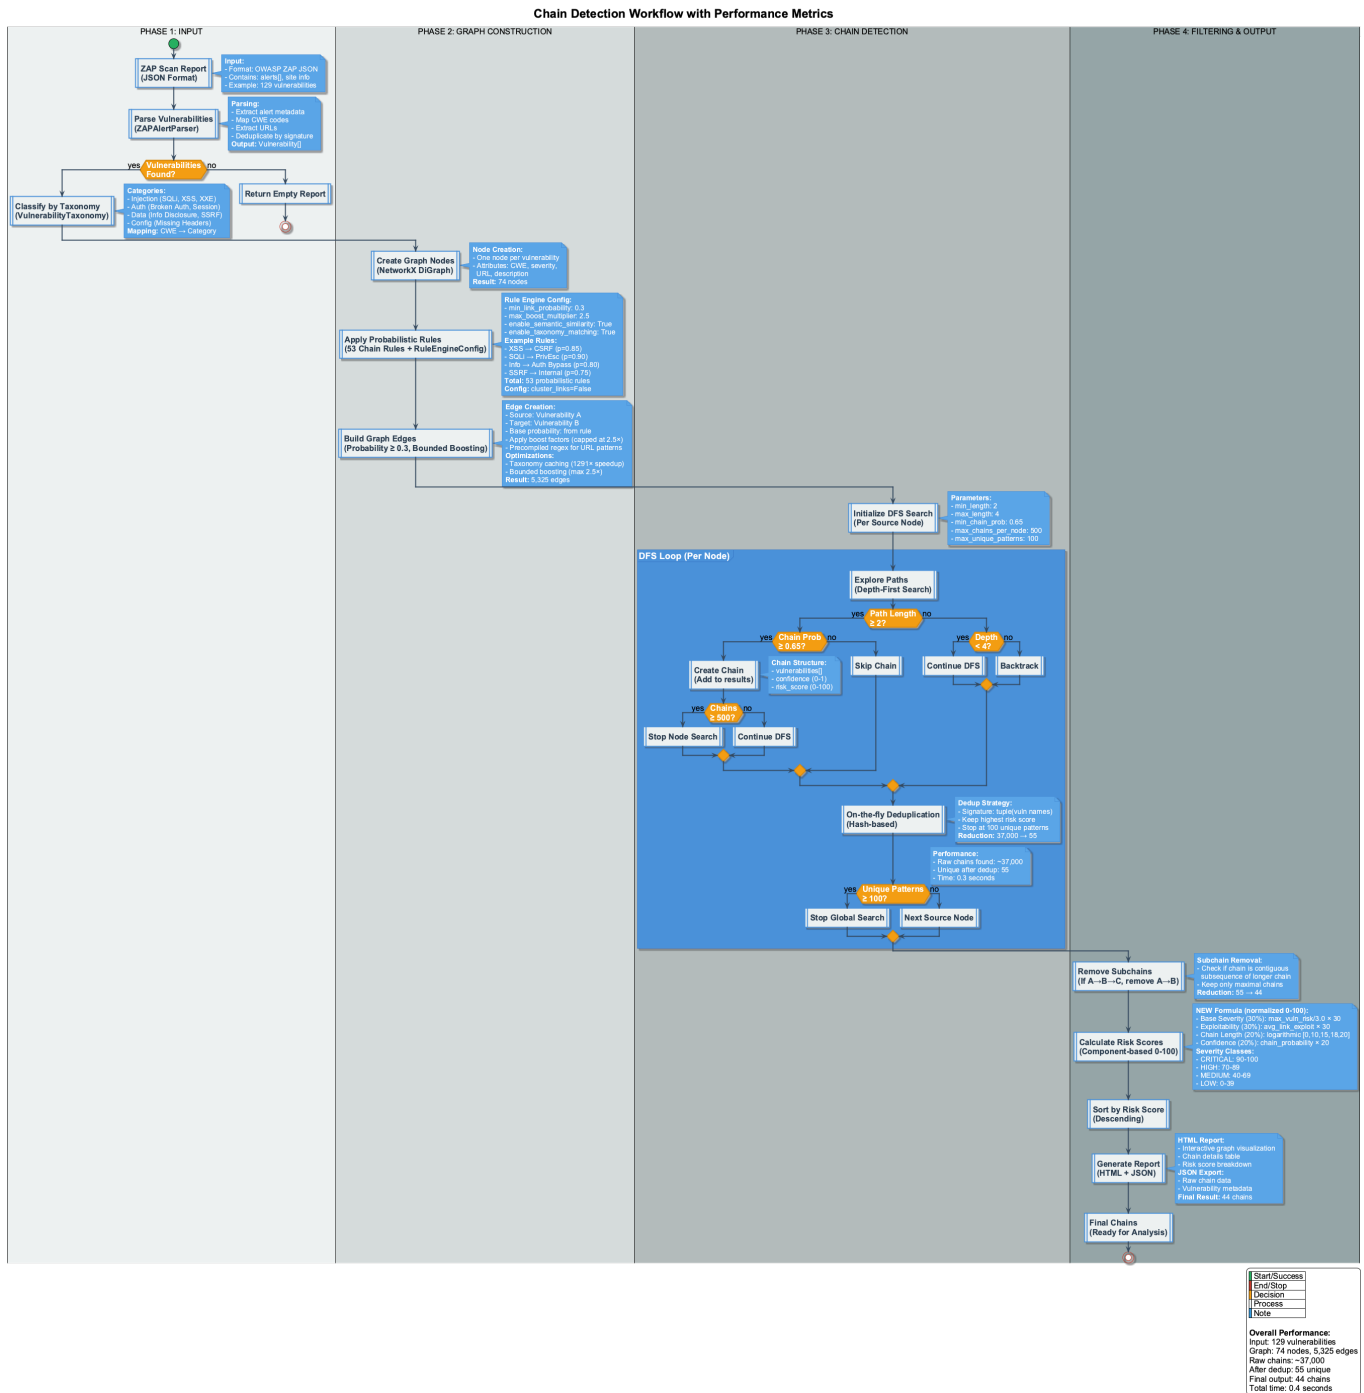 Chain Detection Workflow with Performance Metrics
PHASE 1: INPUT
PHASE 2: GRAPH CONSTRUCTION
PHASE 3: CHAIN DETECTION
PHASE 4: FILTERING & OUTPUT
ZAP Scan Report
(JSON Format)
Input:
- Format: OWASP ZAP JSON
- Contains: alerts[], site info
- Example: 129 vulnerabilities
Parse Vulnerabilities
(ZAPAlertParser)
Parsing:
- Extract alert metadata
- Map CWE codes
- Extract URLs
- Deduplicate by signature
Output: Vulnerability[]
yes
Vulnerabilities
Found?
no
Classify by Taxonomy
(VulnerabilityTaxonomy)
Categories:
- Injection (SQLi, XSS, XXE)
- Auth (Broken Auth, Session)
- Data (Info Disclosure, SSRF)
- Config (Missing Headers)
Mapping: CWE → Category
Return Empty Report
Create Graph Nodes
(NetworkX DiGraph)
Node Creation:
- One node per vulnerability
- Attributes: CWE, severity,
URL, description
Result: 74 nodes
Apply Probabilistic Rules
(53 Chain Rules + RuleEngineConfig)
Rule Engine Config:
- min_link_probability: 0.3
- max_boost_multiplier: 2.5
- enable_semantic_similarity: True
- enable_taxonomy_matching: True
Example Rules:
- XSS → CSRF (p=0.85)
- SQLi → PrivEsc (p=0.90)
- Info → Auth Bypass (p=0.80)
- SSRF → Internal (p=0.75)
Total: 53 probabilistic rules
Config: cluster_links=False
Build Graph Edges
(Probability ≥ 0.3, Bounded Boosting)
Edge Creation:
- Source: Vulnerability A
- Target: Vulnerability B
- Base probability: from rule
- Apply boost factors (capped at 2.5×)
- Precompiled regex for URL patterns
Optimizations:
- Taxonomy caching (1291× speedup)
- Bounded boosting (max 2.5×)
Result: 5,325 edges
Initialize DFS Search
(Per Source Node)
Parameters:
- min_length: 2
- max_length: 4
- min_chain_prob: 0.65
- max_chains_per_node: 500
- max_unique_patterns: 100
DFS Loop (Per Node)
Explore Paths
(Depth-First Search)
yes
Path Length
≥ 2?
no
yes
Chain Prob
≥ 0.65?
no
yes
Depth
< 4?
no
Create Chain
(Add to results)
Chain Structure:
- vulnerabilities[]
- confidence (0-1)
- risk_score (0-100)
Skip Chain
Continue DFS
Backtrack
yes
Chains
≥ 500?
no
Stop Node Search
Continue DFS
On-the-fly Deduplication
(Hash-based)
Dedup Strategy:
- Signature: tuple(vuln names)
- Keep highest risk score
- Stop at 100 unique patterns
Reduction: 37,000 → 55
Performance:
- Raw chains found: ~37,000
- Unique after dedup: 55
- Time: 0.3 seconds
yes
Unique Patterns
≥ 100?
no
Stop Global Search
Next Source Node
Remove Subchains
(If A→B→C, remove A→B)
Subchain Removal:
- Check if chain is contiguous
subsequence of longer chain
- Keep only maximal chains
Reduction: 55 → 44
Calculate Risk Scores
(Component-based 0-100)
NEW Formula (normalized 0-100):
- Base Severity (30%): max_vuln_risk/3.0 × 30
- Exploitability (30%): avg_link_exploit × 30
- Chain Length (20%): logarithmic [0,10,15,18,20]
- Confidence (20%): chain_probability × 20
Severity Classes:
- CRITICAL: 90-100
- HIGH: 70-89
- MEDIUM: 40-69
- LOW: 0-39
Sort by Risk Score
(Descending)
Generate Report
(HTML + JSON)
HTML Report:
- Interactive graph visualization
- Chain details table
- Risk score breakdown
JSON Export:
- Raw chain data
- Vulnerability metadata
Final Result: 44 chains
Final Chains
(Ready for Analysis)
Start/Success
End/Stop
Decision
Process
Note
Overall Performance:
Input: 129 vulnerabilities
Graph: 74 nodes, 5,325 edges
Raw chains: ~37,000
After dedup: 55 unique
Final output: 44 chains
Total time: 0.4 seconds